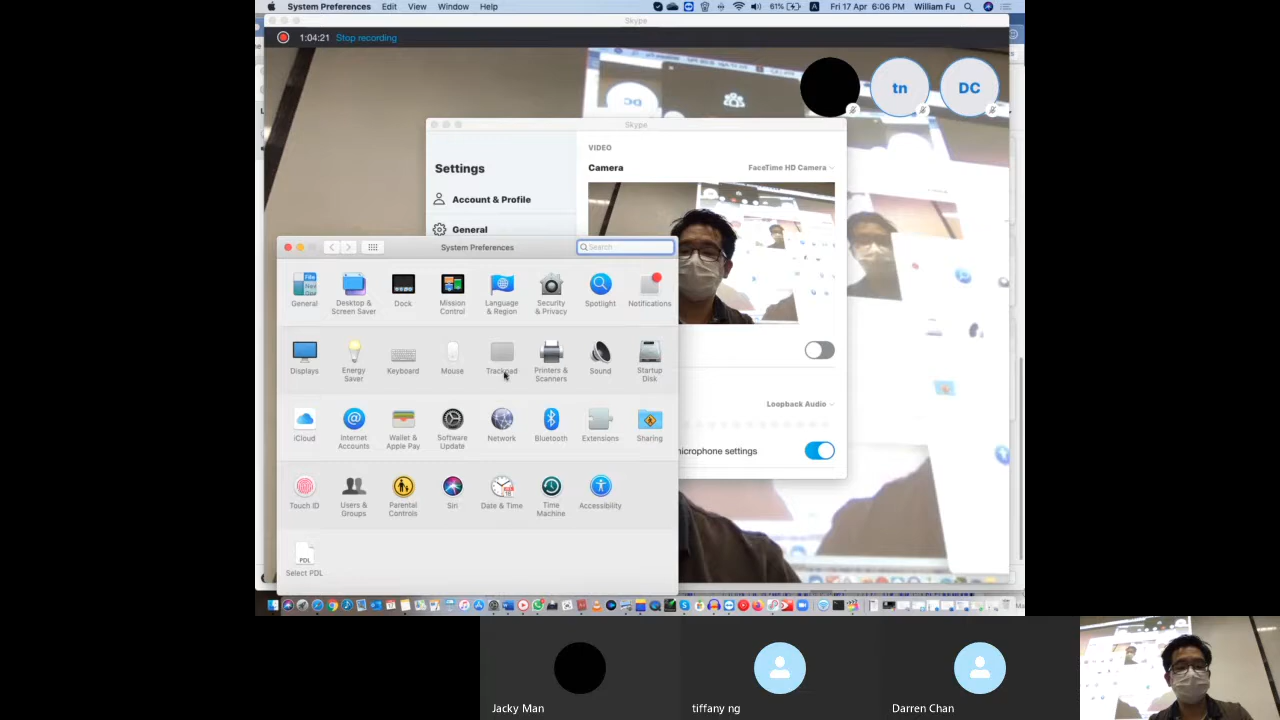 System Preferences Edit View Window Help 61% A Fri 17 Apr 6:06 PM William Fu
Skype
1:04:21 Stop recording
tn
DC
Skype
VIDEO
Settings
Camera
FaceTime HD Camera
Account & Profile
General
System Preferences
Search
General
Desktop & Screen Saver
Dock
Mission Control
Language & Region
Security & Privacy
Spotlight
Notifications
Displays
Energy Saver
Keyboard
Mouse
Trackpad
Printers & Scanners
Sound
Startup Disk
Loopback Audio
iCloud
Internet Accounts
Wallet & Apple Pay
Software Update
Network
Bluetooth
Extensions
Sharing
microphone settings
Touch ID
Users & Groups
Parental Controls
Siri
Date & Time
Time Machine
Accessibility
PDL
Select PDL
Jacky Man
tiffany ng
Darren Chan